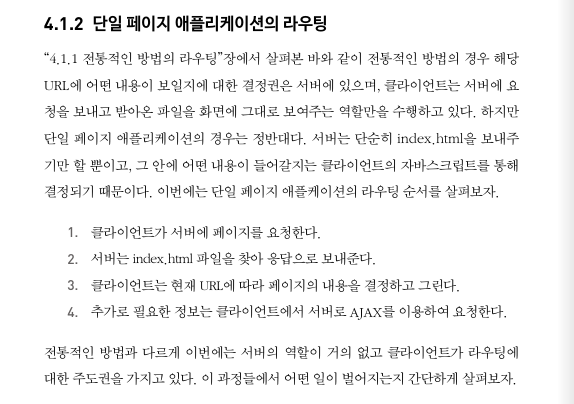 4.1.2 단일 페이지 애플리케이션의 라우팅
“4.1.1 전통적인 방법의 라우팅”장에서 살펴본 바와 같이 전통적인 방법의 경우 해당
URL에 어떤 내용이 보일지에 대한 결정권은 서버에 있으며, 클라이언트는 서버에 요
청을 보내고 받아온 파일을 화면에 그대로 보여주는 역할만을 수행하고 있다. 하지만
단일 페이지 애플리케이션의 경우는 정반대다. 서버는 단순히 index.html을 보내주
기만 할 뿐이고, 그 안에 어떤 내용이 들어갈지는 클라이언트의 자바스크립트를 통해
결정되기 때문이다. 이번에는 단일 페이지 애플케이션의 라우팅 순서를 살펴보자.
1. 클라이언트가 서버에 페이지를 요청한다.
2. 서버는 index.html 파일을 찾아 응답으로 보내준다.
3. 클라이언트는 현재 URL에 따라 페이지의 내용을 결정하고 그린다.
4. 추가로 필요한 정보는 클라이언트에서 서버로 AJAX를 이용하여 요청한다.
전통적인 방법과 다르게 이번에는 서버의 역할이 거의 없고 클라이언트가 라우팅에
대한 주도권을 가지고 있다. 이 과정들에서 어떤 일이 벌어지는지 간단하게 살펴보자.